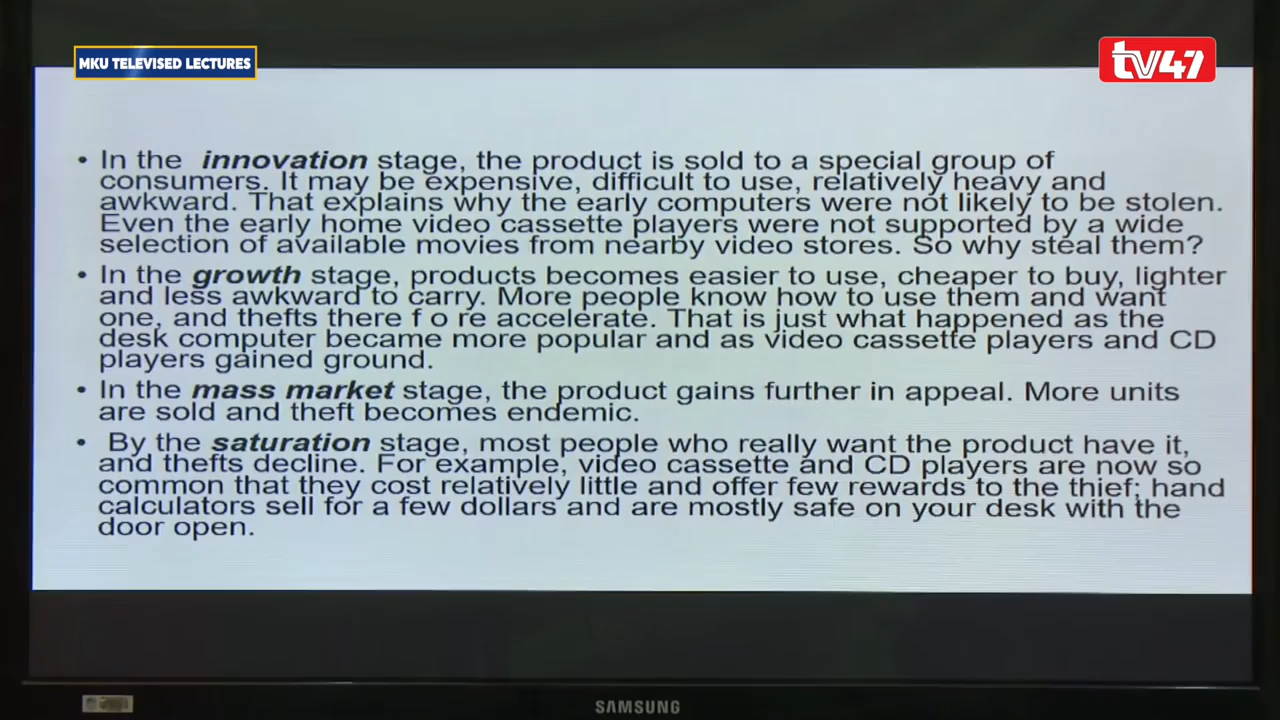 MKU TELEVISED LECTURES
tv47
• In the innovation stage, the product is sold to a special group of
consumers. It may be expensive, difficult to use, relatively heavy and
awkward. That explains why the early computers were not likely to be stolen.
Even the early home video cassette players were not supported by a wide
selection of available movies from nearby video stores. So why steal them?
• In the growth stage, products becomes easier to use, cheaper to buy, lighter
and less awkward to carry. More people know how to use them and want
one, and thefts there f o re accelerate. That is just what happened as the
desk computer became more popular and as video cassette players and CD
players gained ground.
• In the mass market stage, the product gains further in appeal. More units
are sold and theft becomes endemic.
• By the saturation stage, most people who really want the product have it,
and thefts decline. For example, video cassette and CD players are now so
common that they cost relatively little and offer few rewards to the thief; hand
calculators sell for a few dollars and are mostly safe on your desk with the
door open.
SAMSUNG